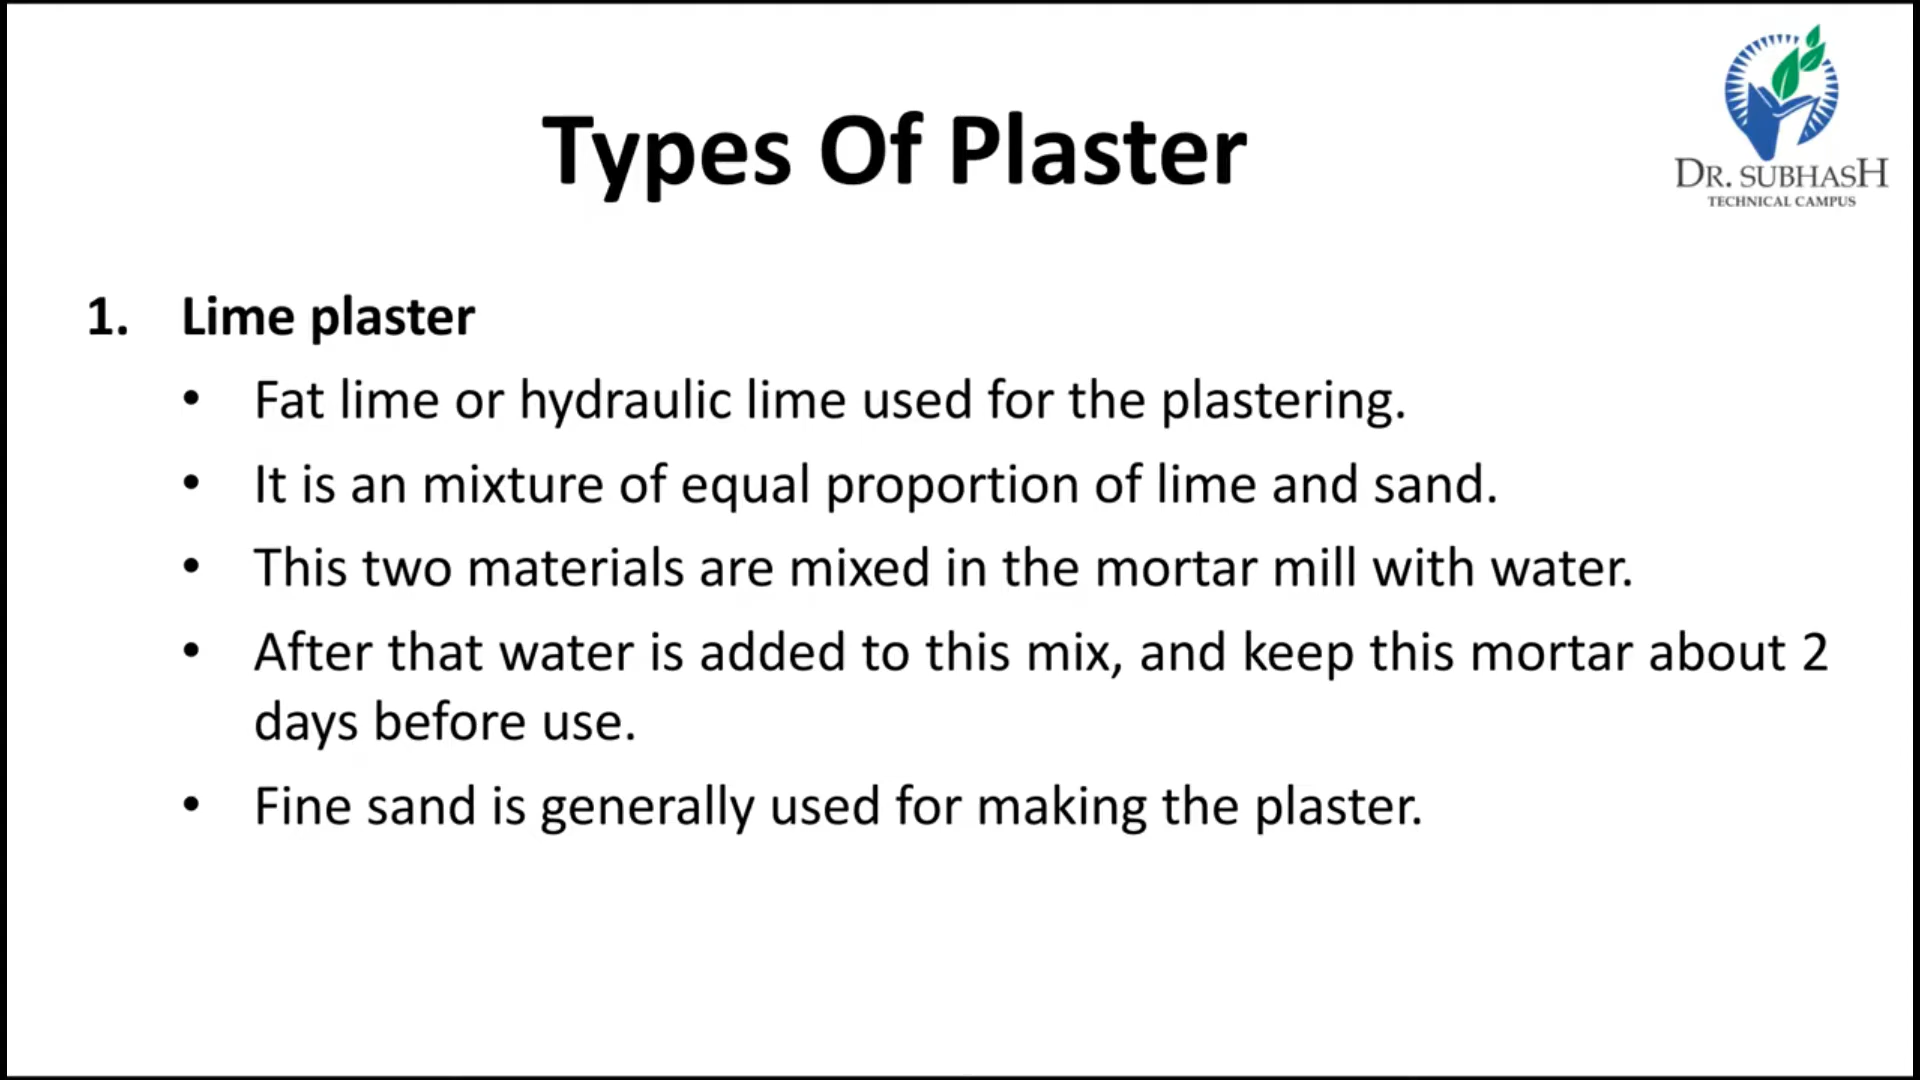 DR. SUBHASH
TECHNICAL CAMPUS
Types Of Plaster
1. Lime plaster
• Fat lime or hydraulic lime used for the plastering.
• It is an mixture of equal proportion of lime and sand.
• This two materials are mixed in the mortar mill with water.
• After that water is added to this mix, and keep this mortar about 2
days before use.
• Fine sand is generally used for making the plaster.